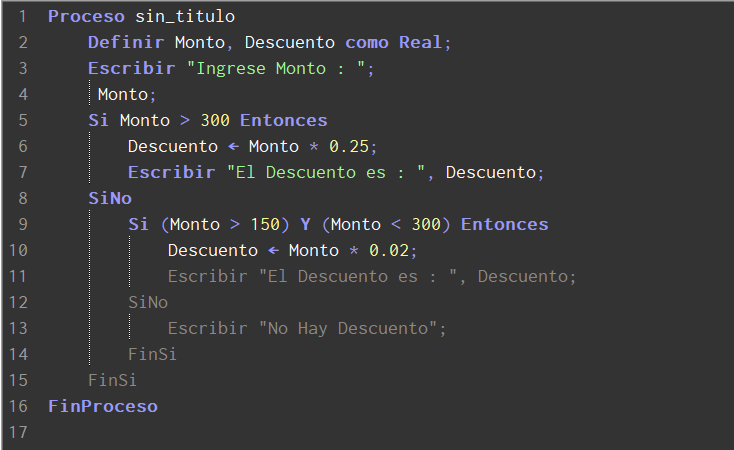 1 Proceso sin_titulo
2 Definir Monto, Descuento como Real;
3 Escribir "Ingrese Monto : ";
4 Monto;
5 Si Monto > 300 Entonces
6 Descuento ← Monto * 0.25;
7 Escribir "El Descuento es : ", Descuento;
8 SiNo
9 Si (Monto > 150) Y (Monto < 300) Entonces
10 Descuento ← Monto * 0.02;
11 Escribir "El Descuento es : ", Descuento;
12 SiNo
13 Escribir "No Hay Descuento";
14 FinSi
15 FinSi
16 FinProceso
17